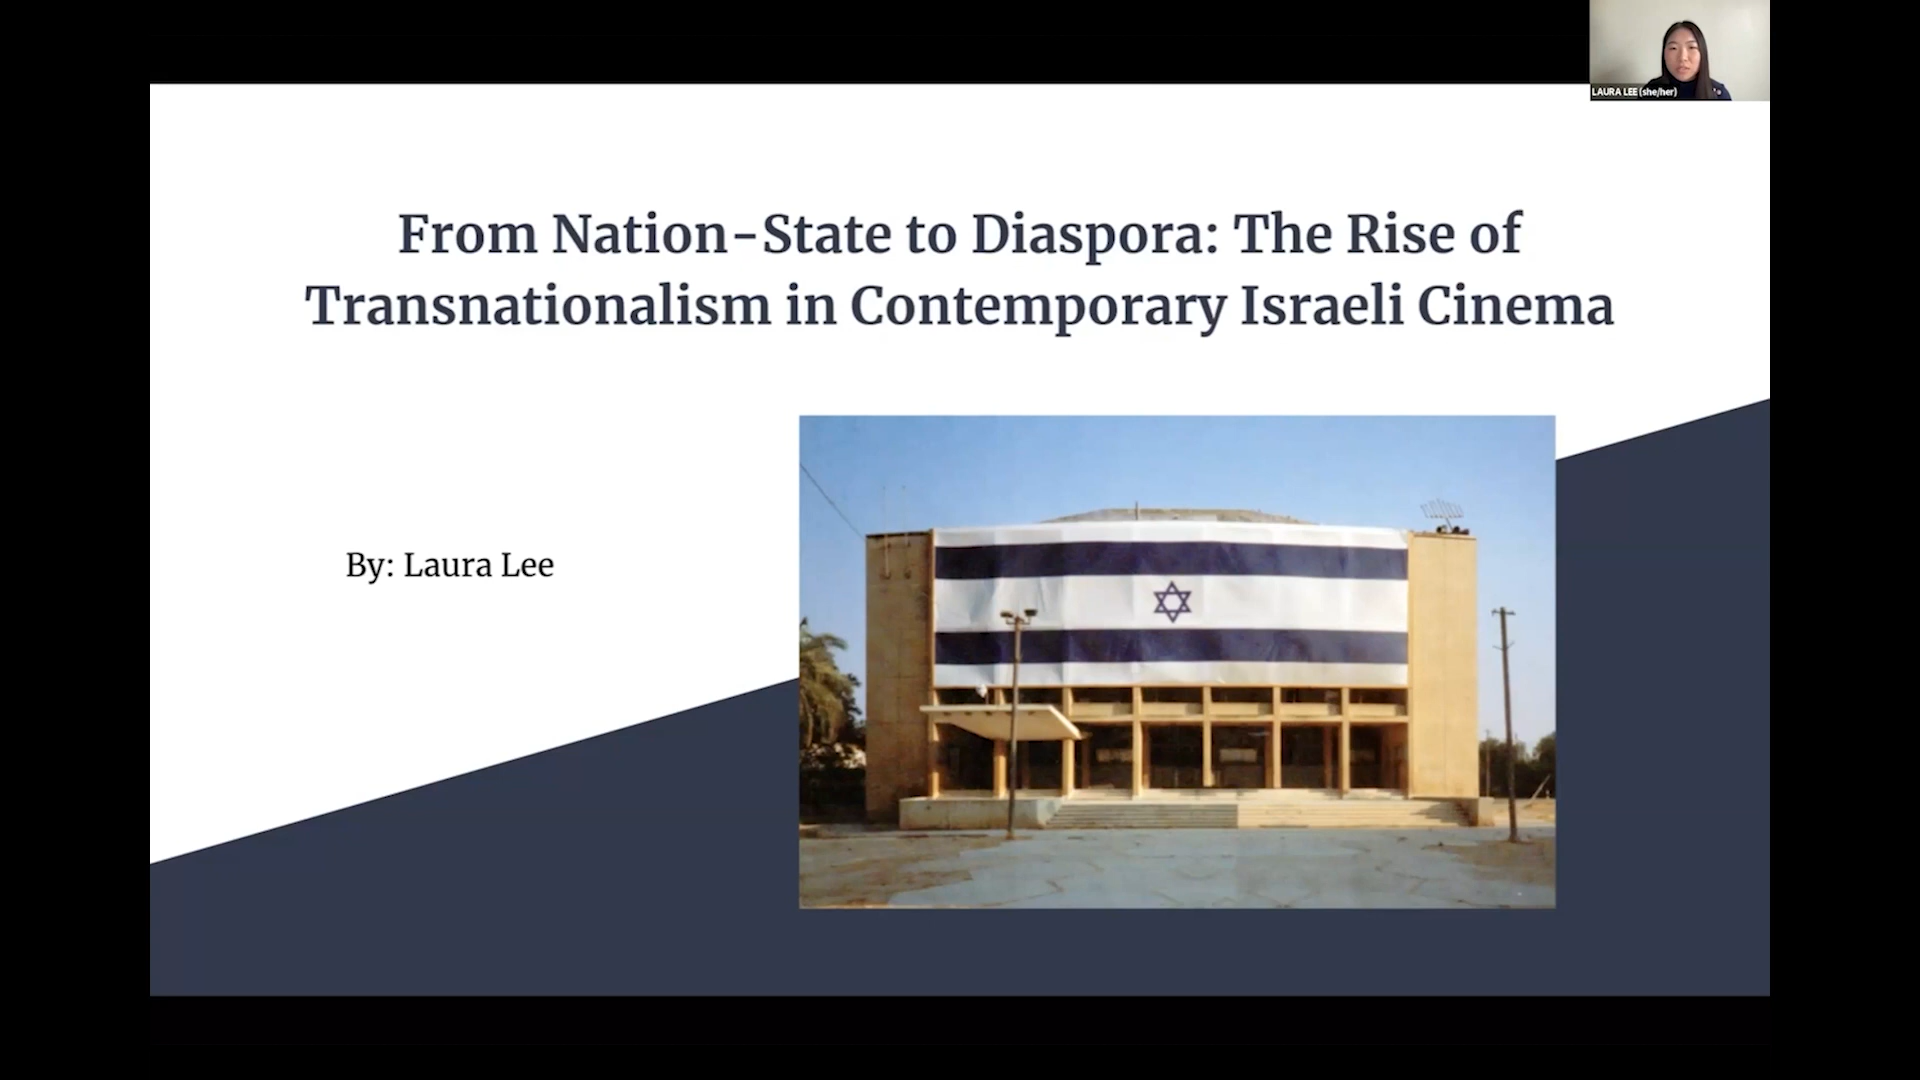 LAURA LEE (she/her)
From Nation-State to Diaspora: The Rise of
Transnationalism in Contemporary Israeli Cinema
By: Laura Lee